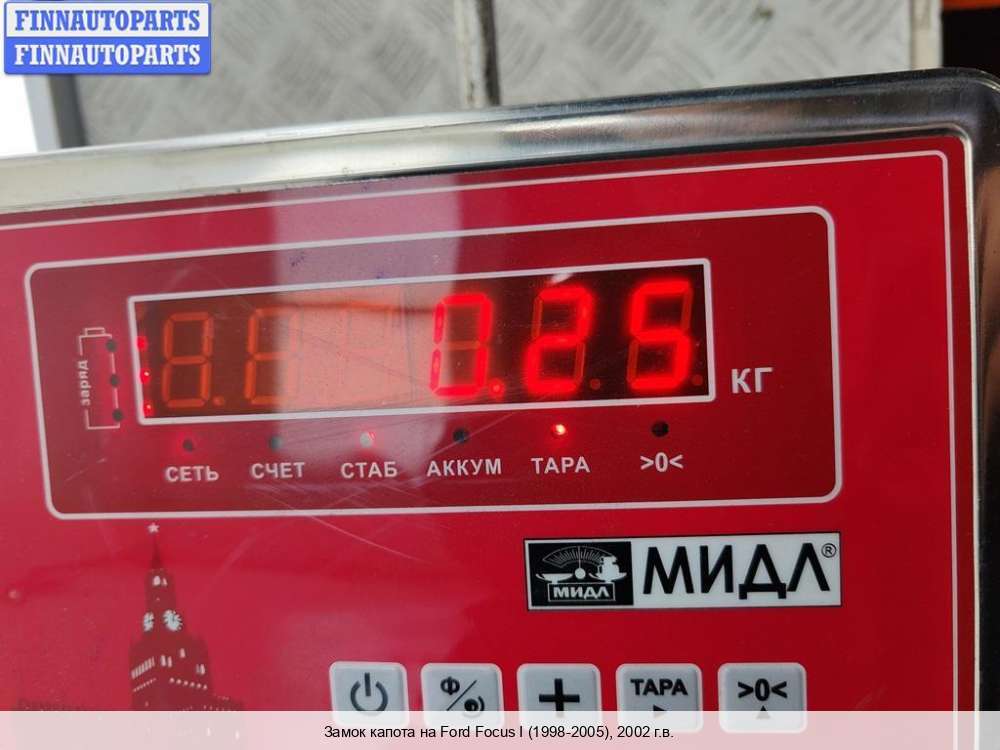 FINNAUTOPARTS
FINNAUTOPARTS
заряд
0.25
КГ
СЕТЬ СЧЕТ СТАБ АККУМ ТАРА >0<
МИДЛ МИДЛ®
Ф/ + ТАРА >0<
Замок капота на Ford Focus I (1998-2005), 2002 г.в.